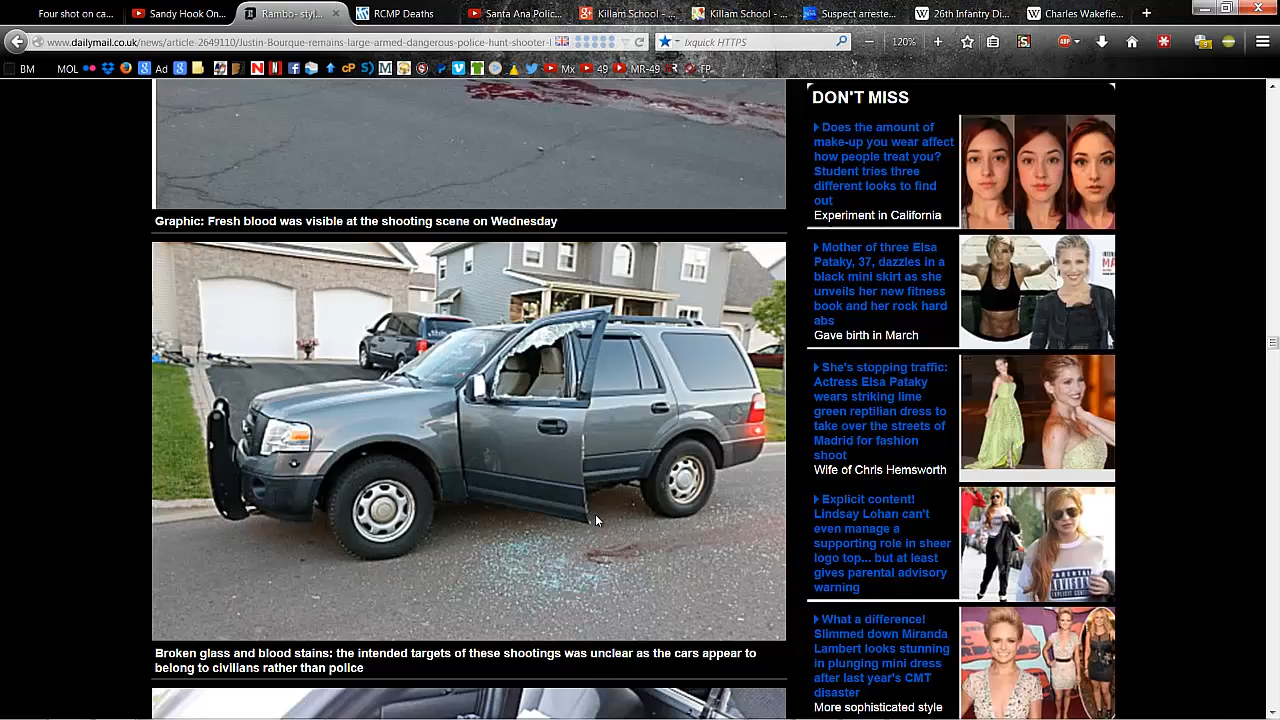 Four shot on ca...
Sandy Hook On...
Rambo- styl...
RCMP Deaths
Santa Ana Polic...
Killam School - ...
Killam School - ...
Suspect arreste...
26th Infantry Di...
Charles Wakefie...
www.dailymail.co.uk/news/article-2649110/Justin-Bourque-remains-large-armed-dangerous-police-hunt-shooter-l
Ixquick HTTPS
120%
BM
MOL
Ad
Mx
49
MR-49
FP
Graphic: Fresh blood was visible at the shooting scene on Wednesday
Broken glass and blood stains: the intended targets of these shootings was unclear as the cars appear to
belong to civilians rather than police
DON'T MISS
Does the amount of
make-up you wear affect
how people treat you?
Student tries three
different looks to find
out
Experiment in California
Mother of three Elsa
Pataky, 37, dazzles in a
black mini skirt as she
unveils her new fitness
book and her rock hard
abs
Gave birth in March
She's stopping traffic:
Actress Elsa Pataky
wears striking lime
green reptilian dress to
take over the streets of
Madrid for fashion
shoot
Wife of Chris Hemsworth
Explicit content!
Lindsay Lohan can't
even manage a
supporting role in sheer
logo top... but at least
gives parental advisory
warning
PARENTAL
ADVISORY
EXPLICIT CONTENT
What a difference!
Slimmed down Miranda
Lambert looks stunning
in plunging mini dress
after last year's CMT
disaster
More sophisticated style